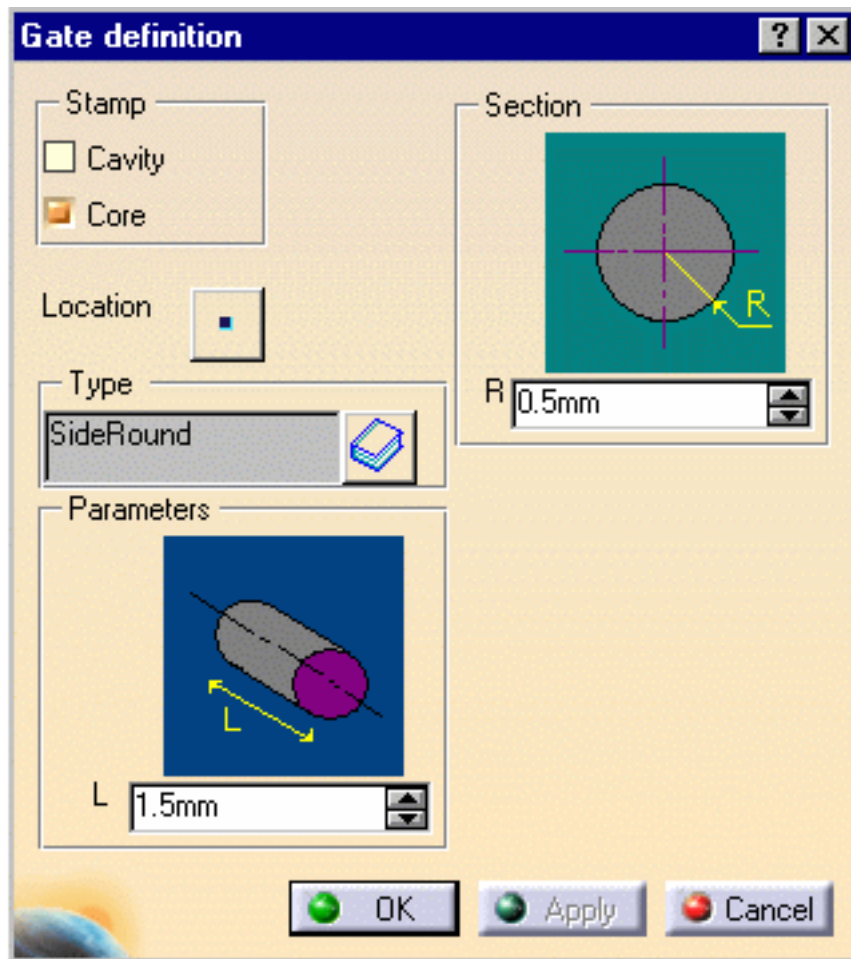 Gate definition
Stamp
Cavity
Core
Location
Type
SideRound
Parameters
L
L 1.5mm
Section
R
R 0.5mm
OK Apply Cancel